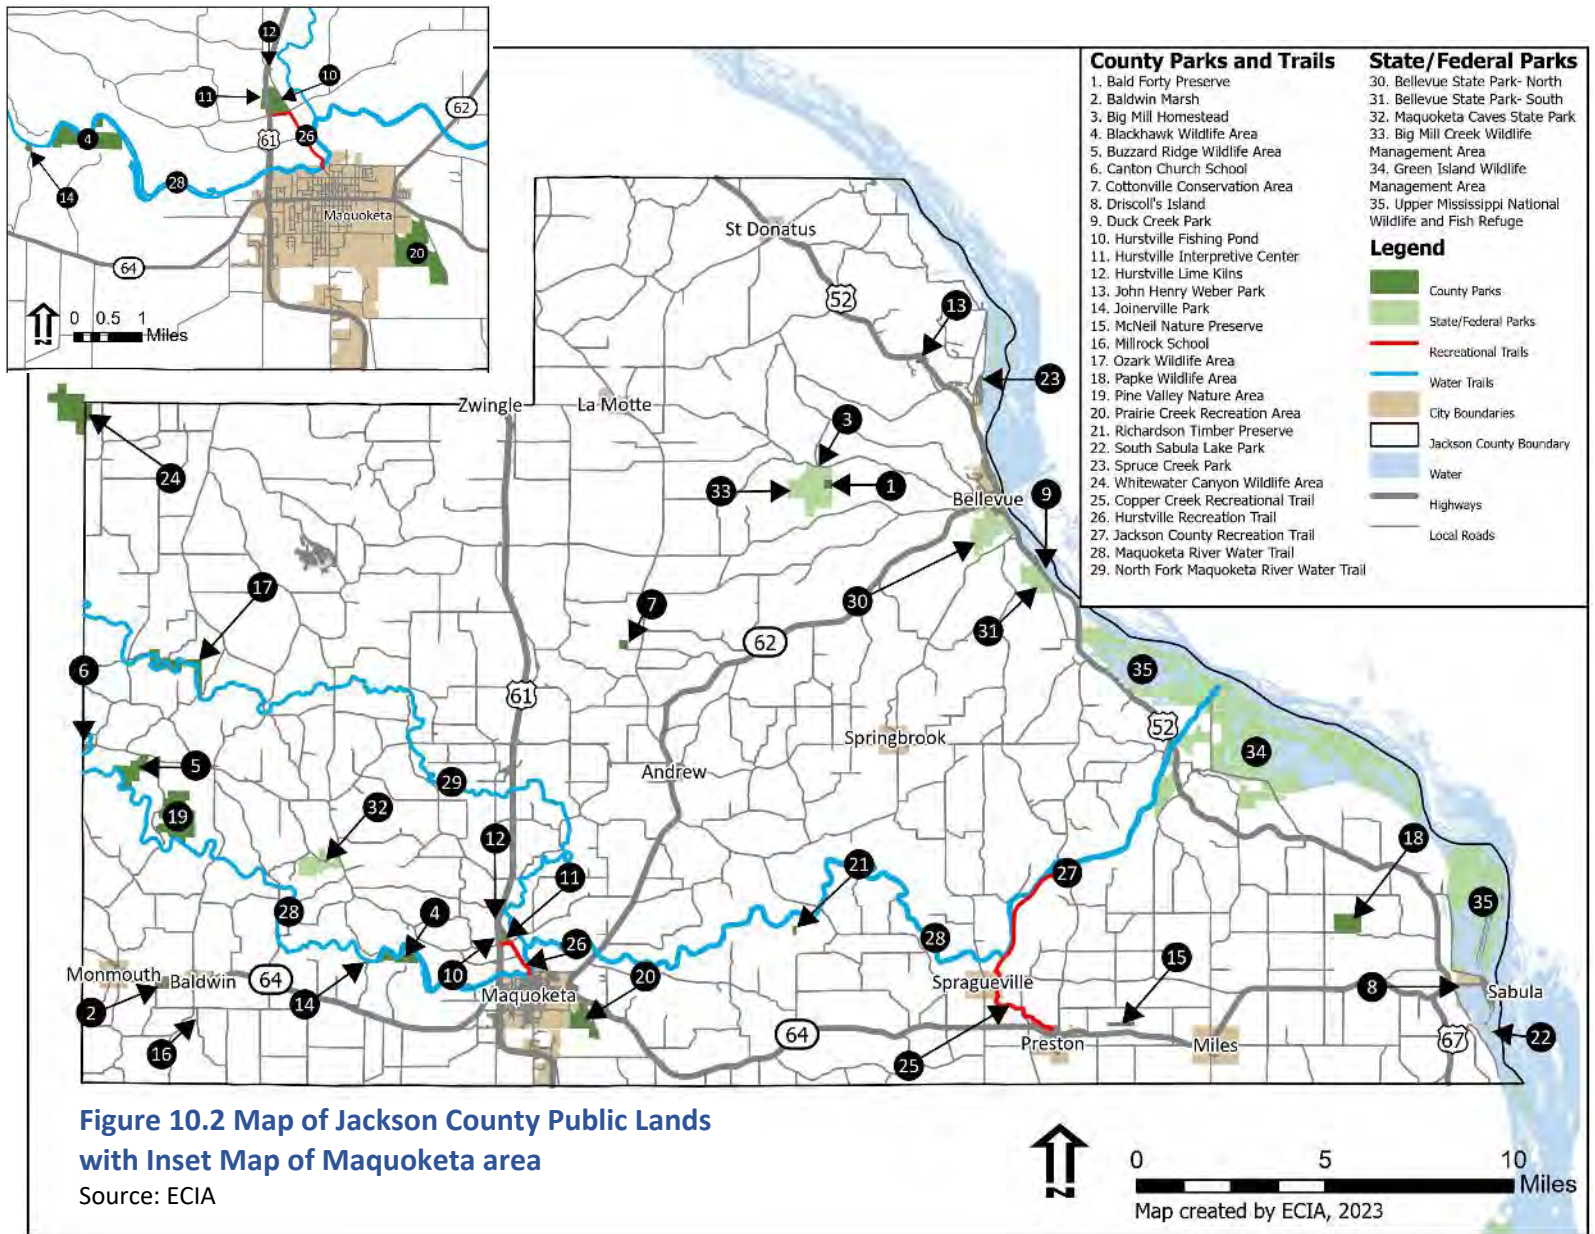 12
10
11
62
26
4
61
28
14
Maquoketa
20
64
0 0.5 1
Miles
N
County Parks and Trails
1. Bald Forty Preserve
2. Baldwin Marsh
3. Big Mill Homestead
4. Blackhawk Wildlife Area
5. Buzzard Ridge Wildlife Area
6. Canton Church School
7. Cottonville Conservation Area
8. Driscoll's Island
9. Duck Creek Park
10. Hurstville Fishing Pond
11. Hurstville Interpretive Center
12. Hurstville Lime Kilns
13. John Henry Weber Park
14. Joinerville Park
15. McNeil Nature Preserve
16. Millrock School
17. Ozark Wildlife Area
18. Papke Wildlife Area
19. Pine Valley Nature Area
20. Prairie Creek Recreation Area
21. Richardson Timber Preserve
22. South Sabula Lake Park
23. Spruce Creek Park
24. Whitewater Canyon Wildlife Area
25. Copper Creek Recreational Trail
26. Hurstville Recreation Trail
27. Jackson County Recreation Trail
28. Maquoketa River Water Trail
29. North Fork Maquoketa River Water Trail
State/Federal Parks
30. Bellevue State Park- North
31. Bellevue State Park- South
32. Maquoketa Caves State Park
33. Big Mill Creek Wildlife
Management Area
34. Green Island Wildlife
Management Area
35. Upper Mississippi National
Wildlife and Fish Refuge
Legend
County Parks
State/Federal Parks
Recreational Trails
Water Trails
City Boundaries
Jackson County Boundary
Water
Highways
Local Roads
St Donatus
52
13
23
Zwingle
La Motte
3
24
33
1
Bellevue
9
17
7
30
31
62
6
35
61
52
Springbrook
34
5
Andrew
29
19
32
12
18
21
11
27
28
4
35
28
26
10
15
Monmouth
Baldwin
64
14
20
Spragueville
8
Sabula
Maquoketa
2
16
64
25
Preston
Miles
67
22
Figure 10.2 Map of Jackson County Public Lands
with Inset Map of Maquoketa area
Source: ECIA
N
0 5 10
Miles
Map created by ECIA, 2023